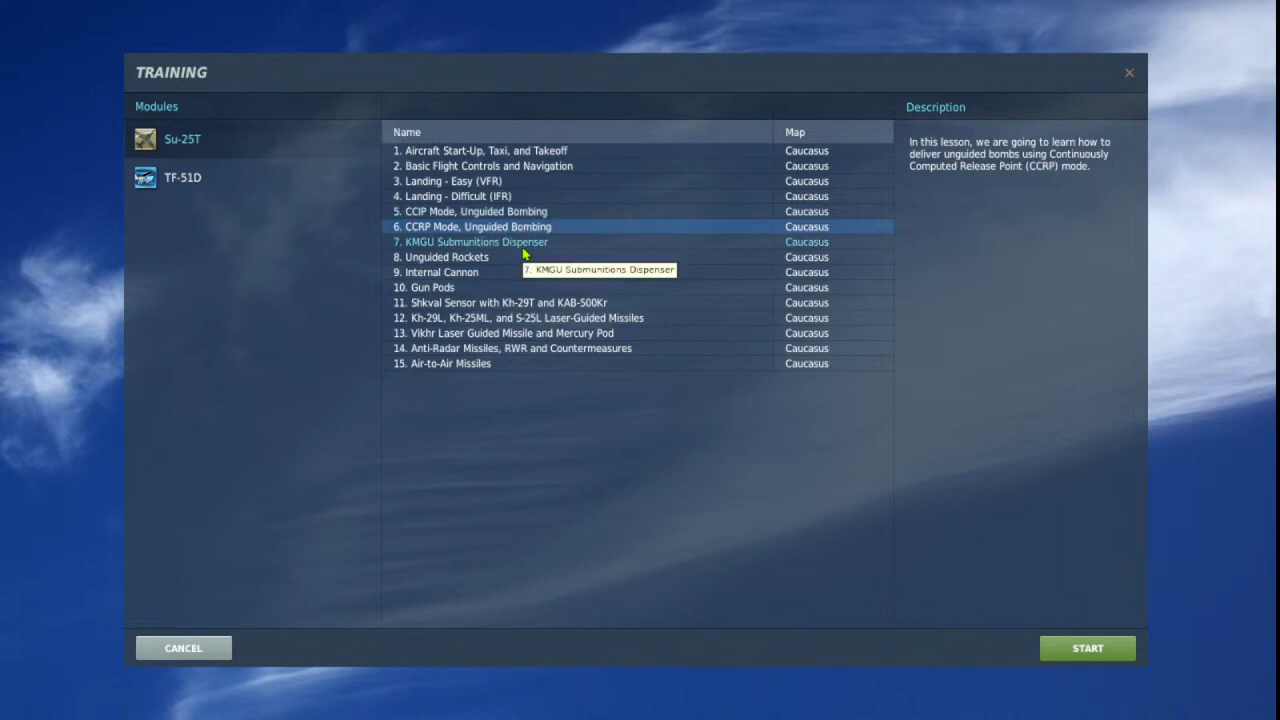 TRAINING
×
Modules
Su-25T
TF-51D
Name Map
1. Aircraft Start-Up, Taxi, and Takeoff Caucasus
2. Basic Flight Controls and Navigation Caucasus
3. Landing - Easy (VFR) Caucasus
4. Landing - Difficult (IFR) Caucasus
5. CCIP Mode, Unguided Bombing Caucasus
6. CCRP Mode, Unguided Bombing Caucasus
7. KMGU Submunitions Dispenser Caucasus
8. Unguided Rockets Caucasus
7. KMGU Submunitions Dispenser
9. Internal Cannon Caucasus
10. Gun Pods Caucasus
11. Shkval Sensor with Kh-29T and KAB-500Kr Caucasus
12. Kh-29L, Kh-25ML, and S-25L Laser-Guided Missiles Caucasus
13. Vikhr Laser Guided Missile and Mercury Pod Caucasus
14. Anti-Radar Missiles, RWR and Countermeasures Caucasus
15. Air-to-Air Missiles Caucasus
Description
In this lesson, we are going to learn how to
deliver unguided bombs using Continuously
Computed Release Point (CCRP) mode.
CANCEL
START